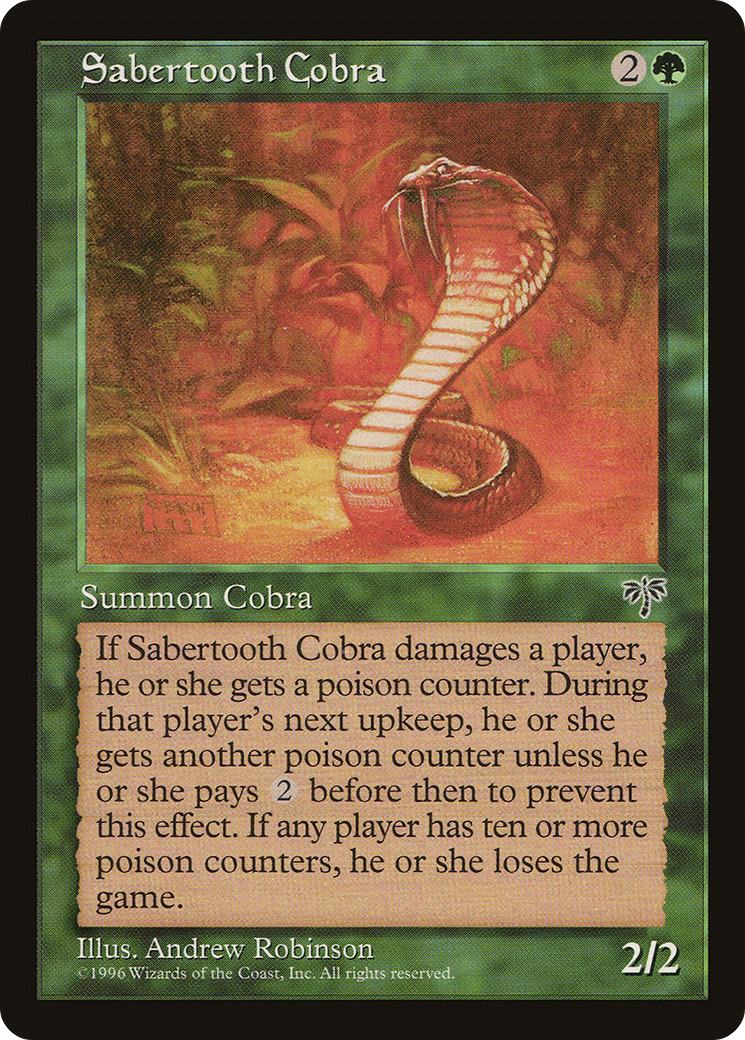 Sabertooth Cobra 2
Summon Cobra
If Sabertooth Cobra damages a player,
he or she gets a poison counter. During
that player's next upkeep, he or she
gets another poison counter unless he
or she pays 2 before then to prevent
this effect. If any player has ten or more
poison counters, he or she loses the
game.
Illus. Andrew Robinson
©1996 Wizards of the Coast, Inc. All rights reserved.
2/2